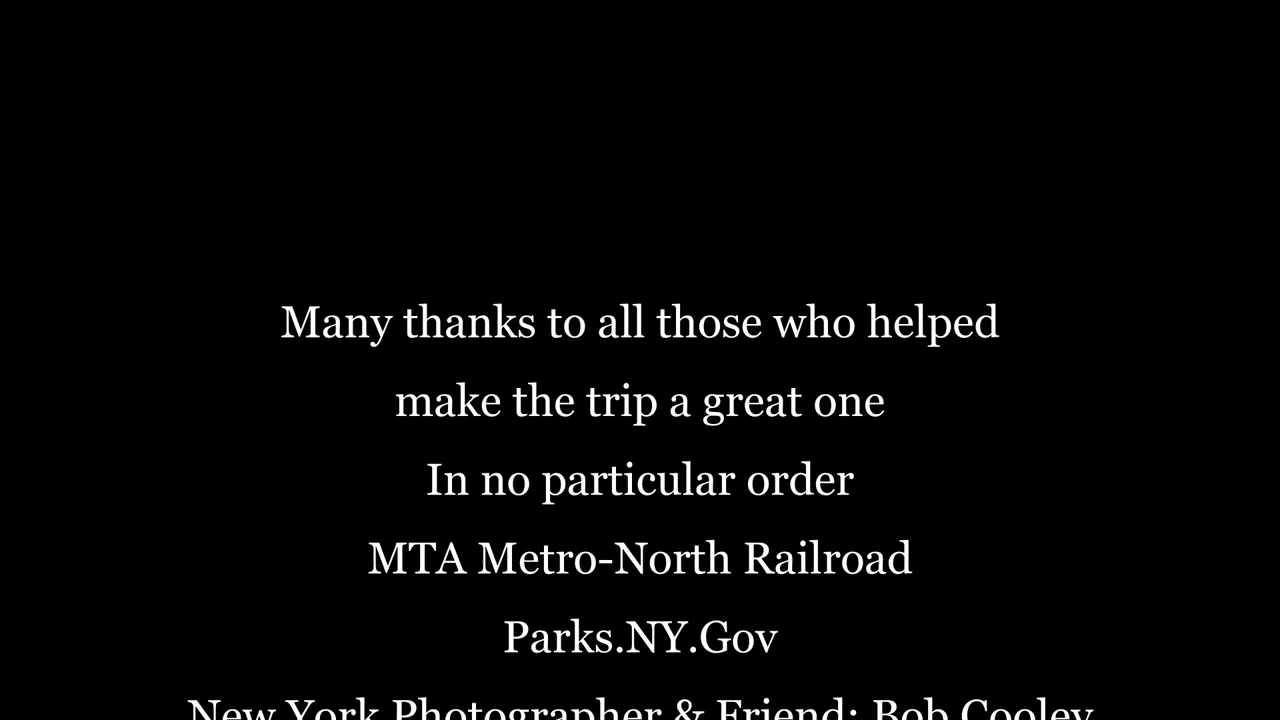 Many thanks to all those who helped
make the trip a great one
In no particular order
MTA Metro-North Railroad
Parks.NY.Gov
New York Photographer & Friend: Bob Cooley